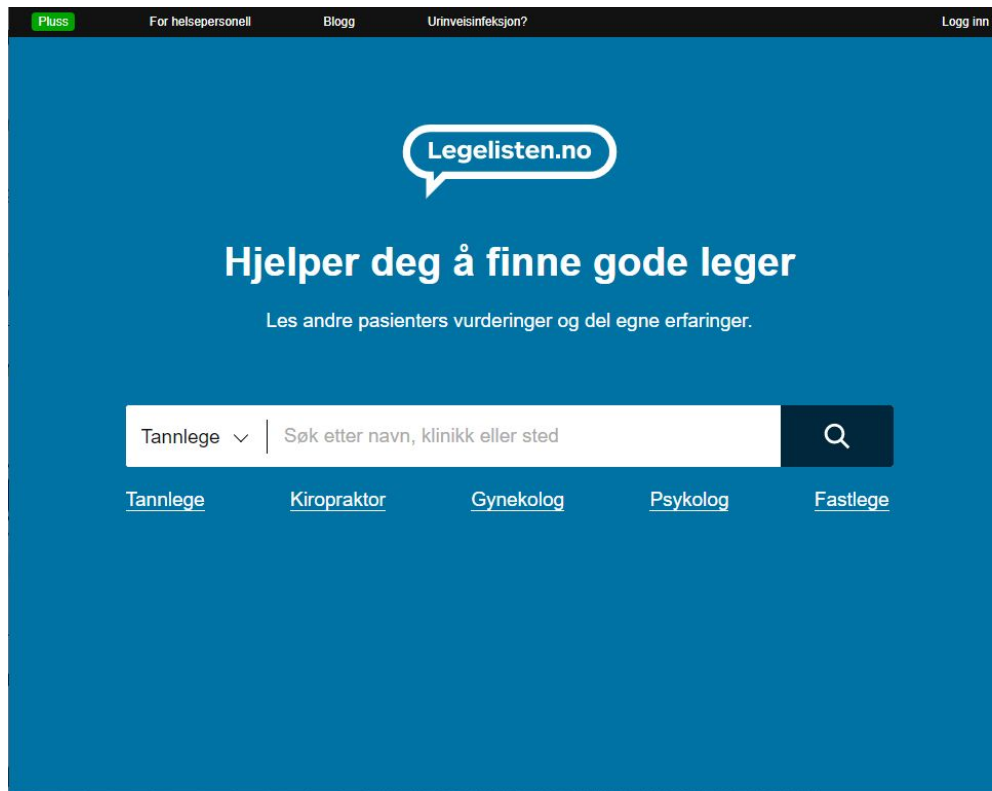 Pluss For helsepersonell Blogg Urinveisinfeksjon? Logg inn
Legelisten.no
Hjelper deg å finne gode leger
Les andre pasienters vurderinger og del egne erfaringer.
Tannlege Søk etter navn, klinikk eller sted
Tannlege Kiropraktor Gynekolog Psykolog Fastlege